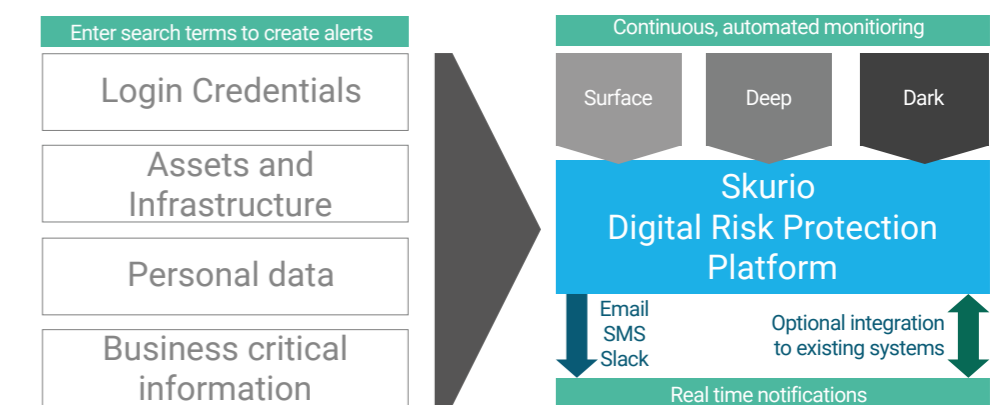 Enter search terms to create alerts
Login Credentials
Assets and
Infrastructure
Personal data
Business critical
information
Continuous, automated monitioring
Surface
Deep
Dark
Skurio
Digital Risk Protection
Platform
Email
SMS
Slack
Optional integration
to existing systems
Real time notifications